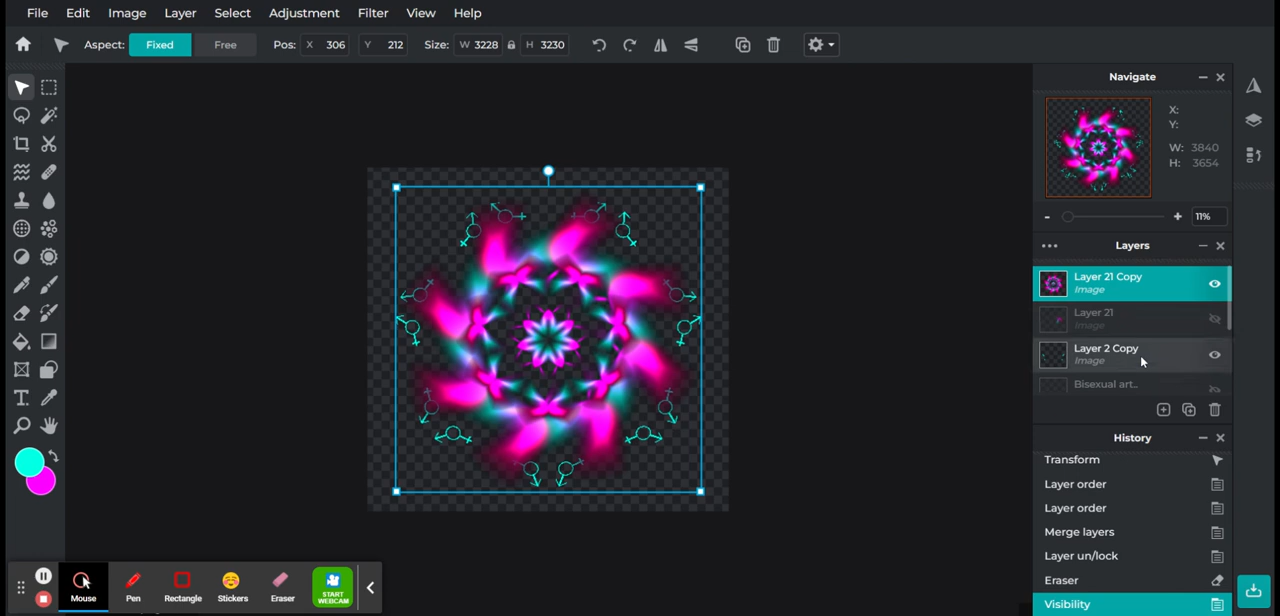 File Edit Image Layer Select Adjustment Filter View Help
Aspect: Fixed Free Pos: X 306 Y 212 Size: W 3228 H 3230
Navigate
X:
Y:
W: 3840
H: 3654
- + 11%
Layers
Layer 21 Copy
Image
Layer 21
Image
Layer 2 Copy
Image
Bisexual art..
History
Transform
Layer order
Layer order
Merge layers
Layer un/lock
Eraser
Visibility
Mouse Pen Rectangle Stickers Eraser START WEBCAM